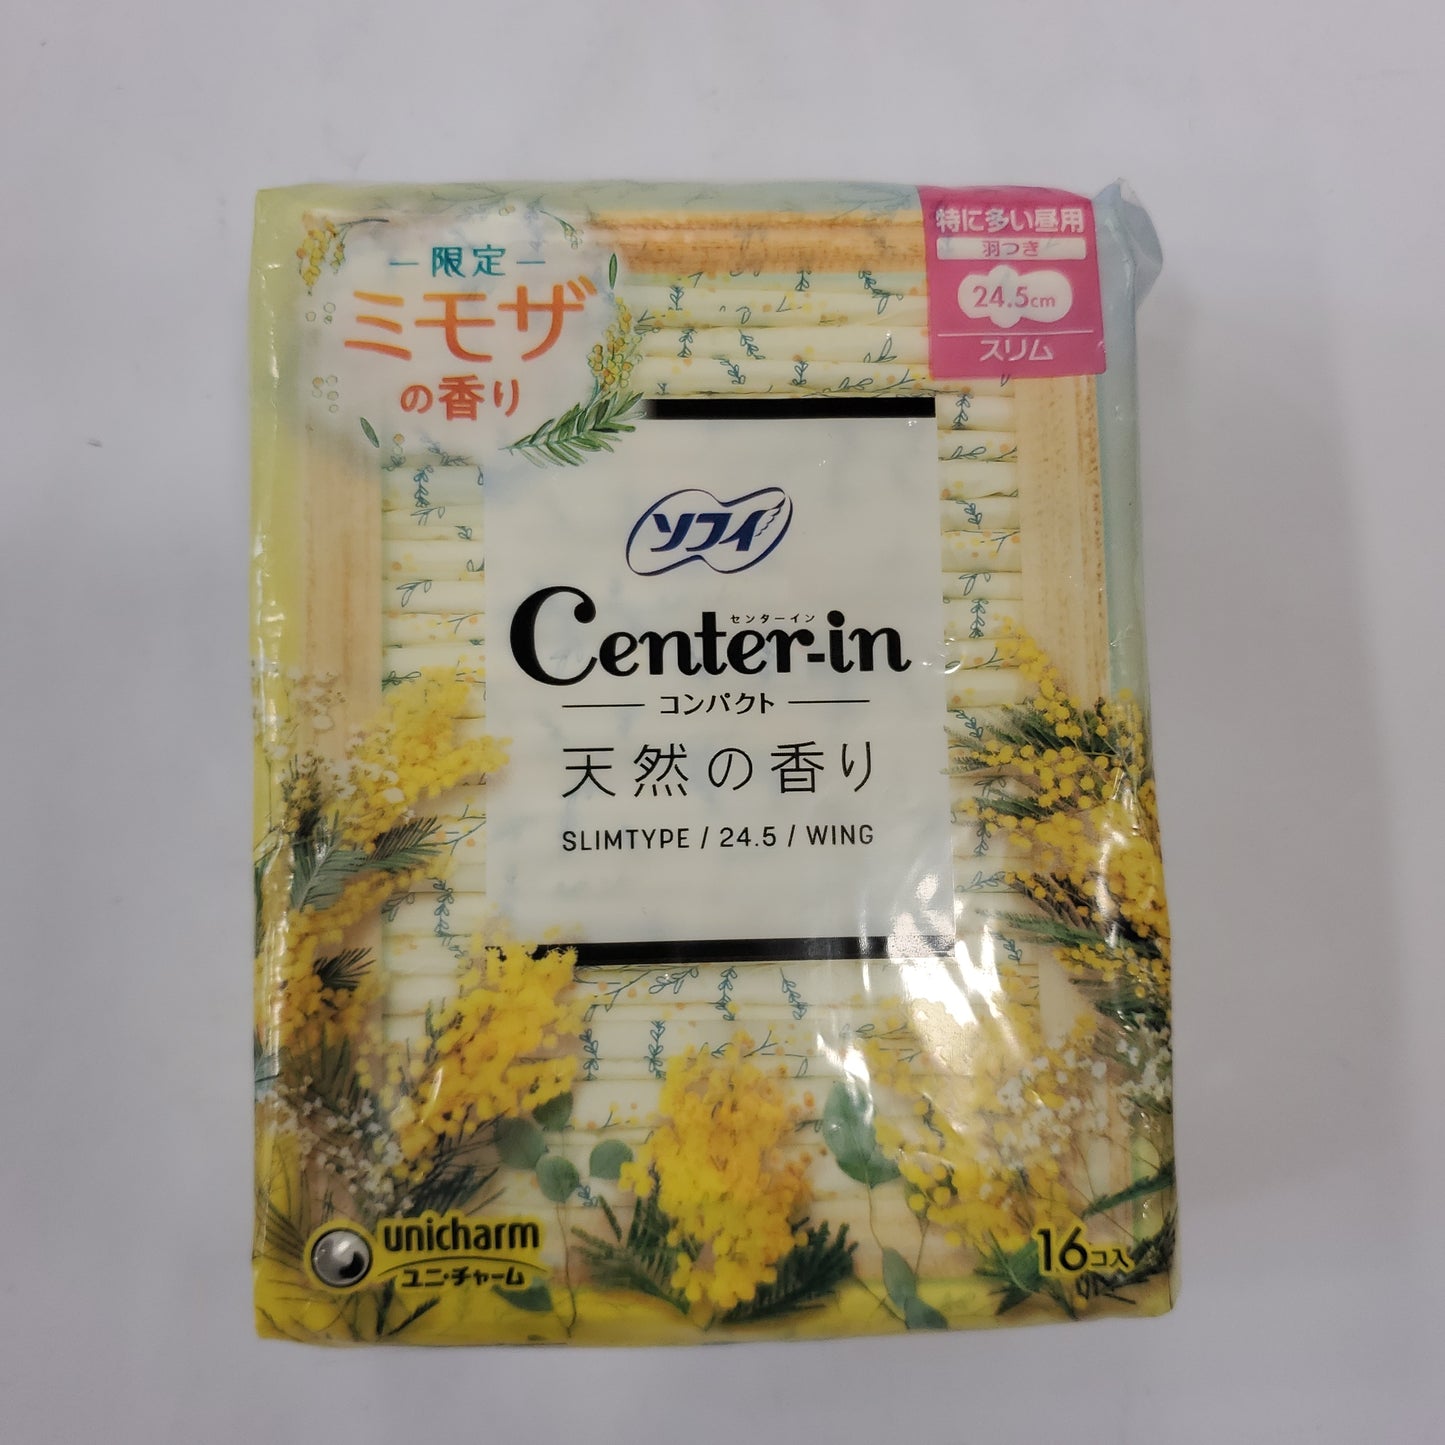 ー限定ー
ミモザ
の香り
特に多い昼用
羽つき
24.5cm
スリム
ソフィ
センターイン
Center-in
コンパクト
天然の香り
SLIMTYPE / 24.5 / WING
unicharm
ユニ・チャーム
16コ入